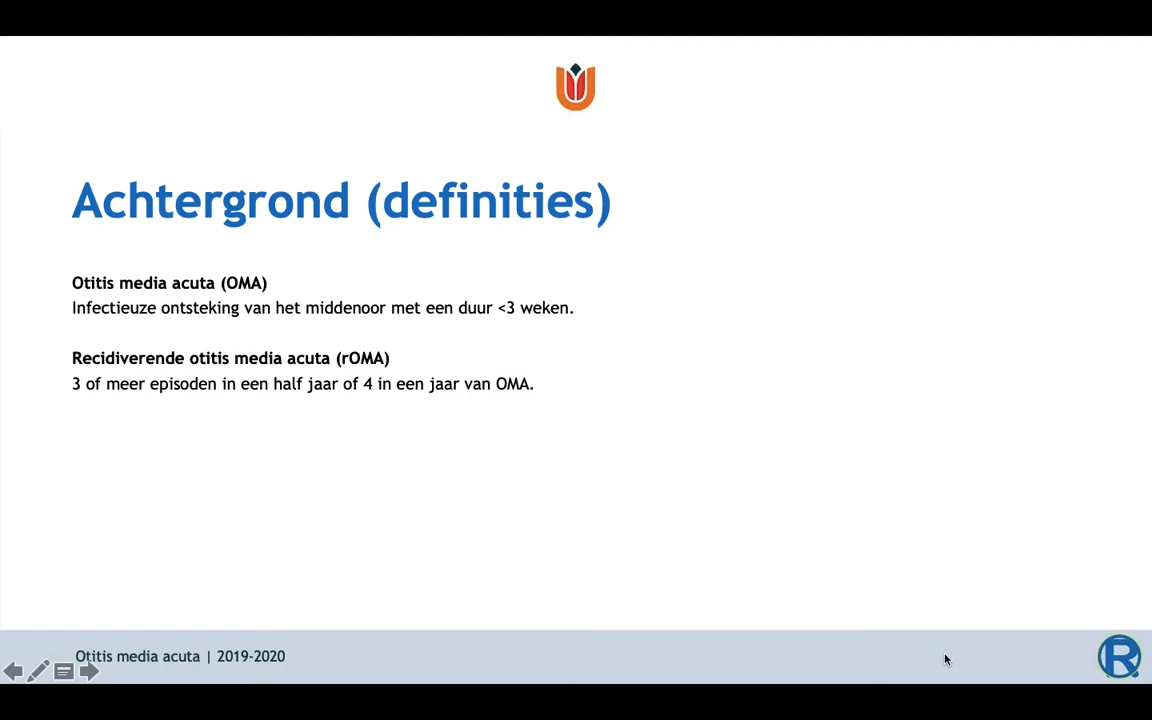 Achtergrond (definities)
Otitis media acuta (OMA)
Infectieuze ontsteking van het middenoor met een duur <3 weken.
Recidiverende otitis media acuta (rOMA)
3 of meer episoden in een half jaar of 4 in een jaar van OMA.
Otitis media acuta | 2019-2020
R